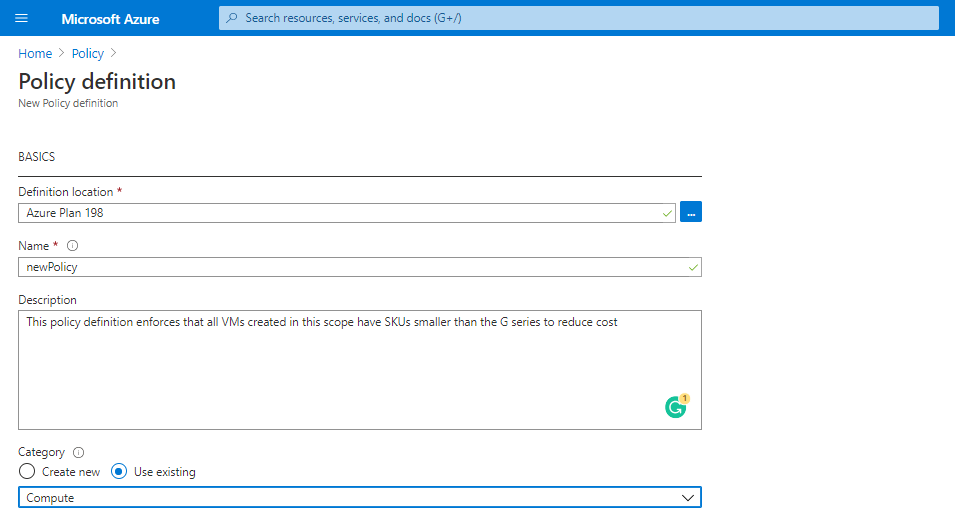 Microsoft Azure
Search resources, services, and docs (G+/)
Home > Policy >
Policy definition
New Policy definition
BASICS
Definition location *
Azure Plan 198
...
Name *
newPolicy
Description
This policy definition enforces that all VMs created in this scope have SKUs smaller than the G series to reduce cost
1
Category
Create new Use existing
Compute